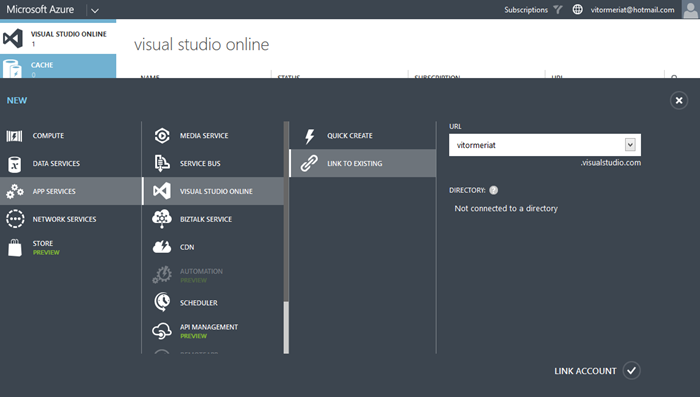 Microsoft Azure
Subscriptions
vitormeriat@hotmail.com
VISUAL STUDIO ONLINE
1
CACHE
0
visual studio online
NAME
STATUS
SUBSCRIPTION
URL
NEW
COMPUTE
DATA SERVICES
APP SERVICES
NETWORK SERVICES
STORE
PREVIEW
MEDIA SERVICE
SERVICE BUS
VISUAL STUDIO ONLINE
BIZTALK SERVICE
CDN
AUTOMATION
PREVIEW
SCHEDULER
API MANAGEMENT
PREVIEW
QUICK CREATE
LINK TO EXISTING
URL
vitormeriat
.visualstudio.com
DIRECTORY: ?
Not connected to a directory
LINK ACCOUNT